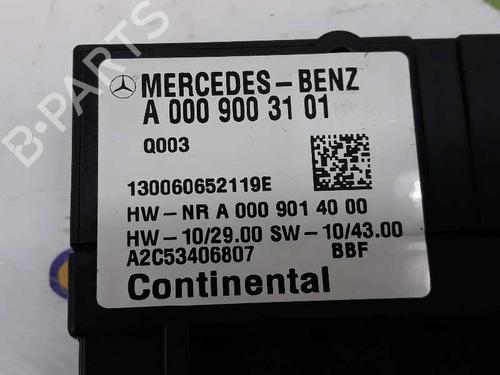 MERCEDES-BENZ
A 000 900 31 01
Q003
130060652119E
HW-NR A 000 901 40 00
HW-10/29.00 SW-10/43.00
A2C53406807 BBF
Continental
B-PARTS